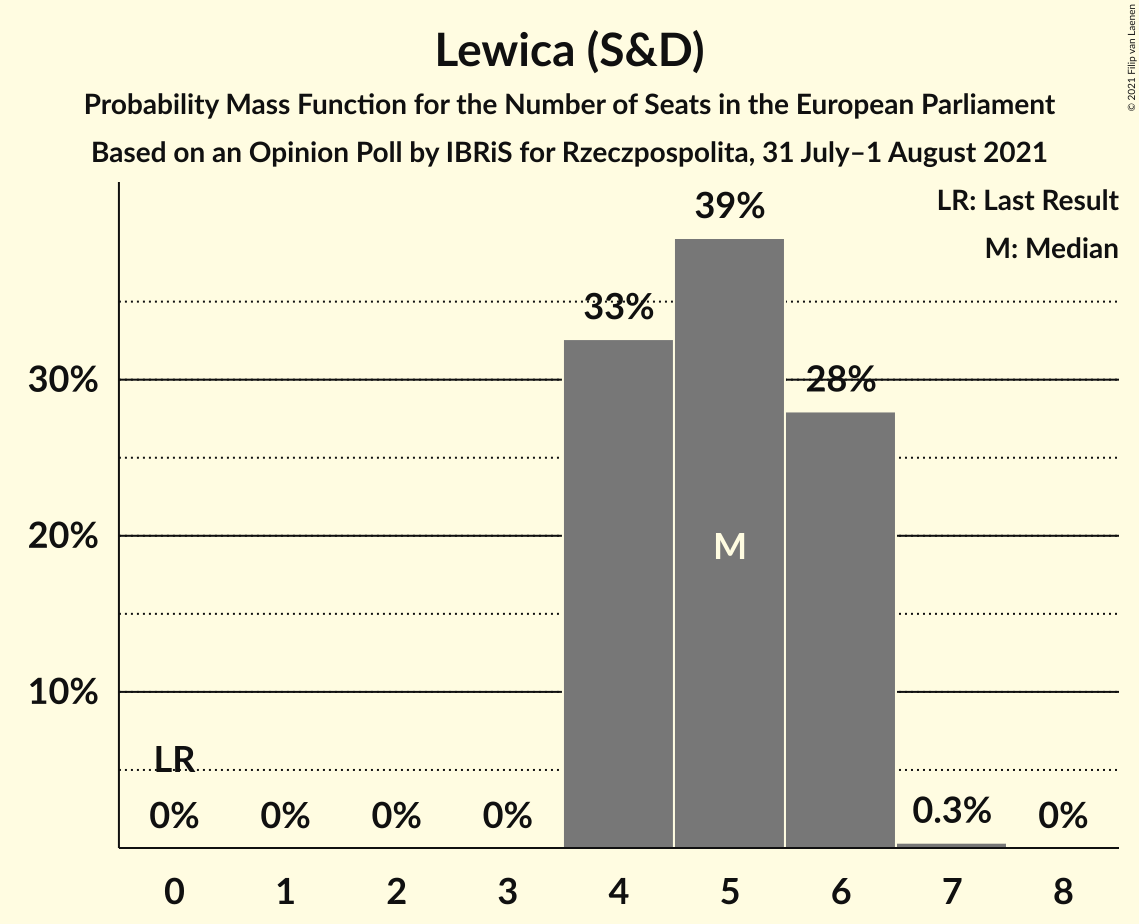 Lewica (S&D)
Probability Mass Function for the Number of Seats in the European Parliament
Based on an Opinion Poll by IBRiS for Rzeczpospolita, 31 July–1 August 2021
© 2021 Filip van Laenen
LR: Last Result
M: Median
39%
33%
28%
30%
20%
M
10%
LR
0%
0%
0%
0%
0.3%
0%
0
1
2
3
4
5
6
7
8